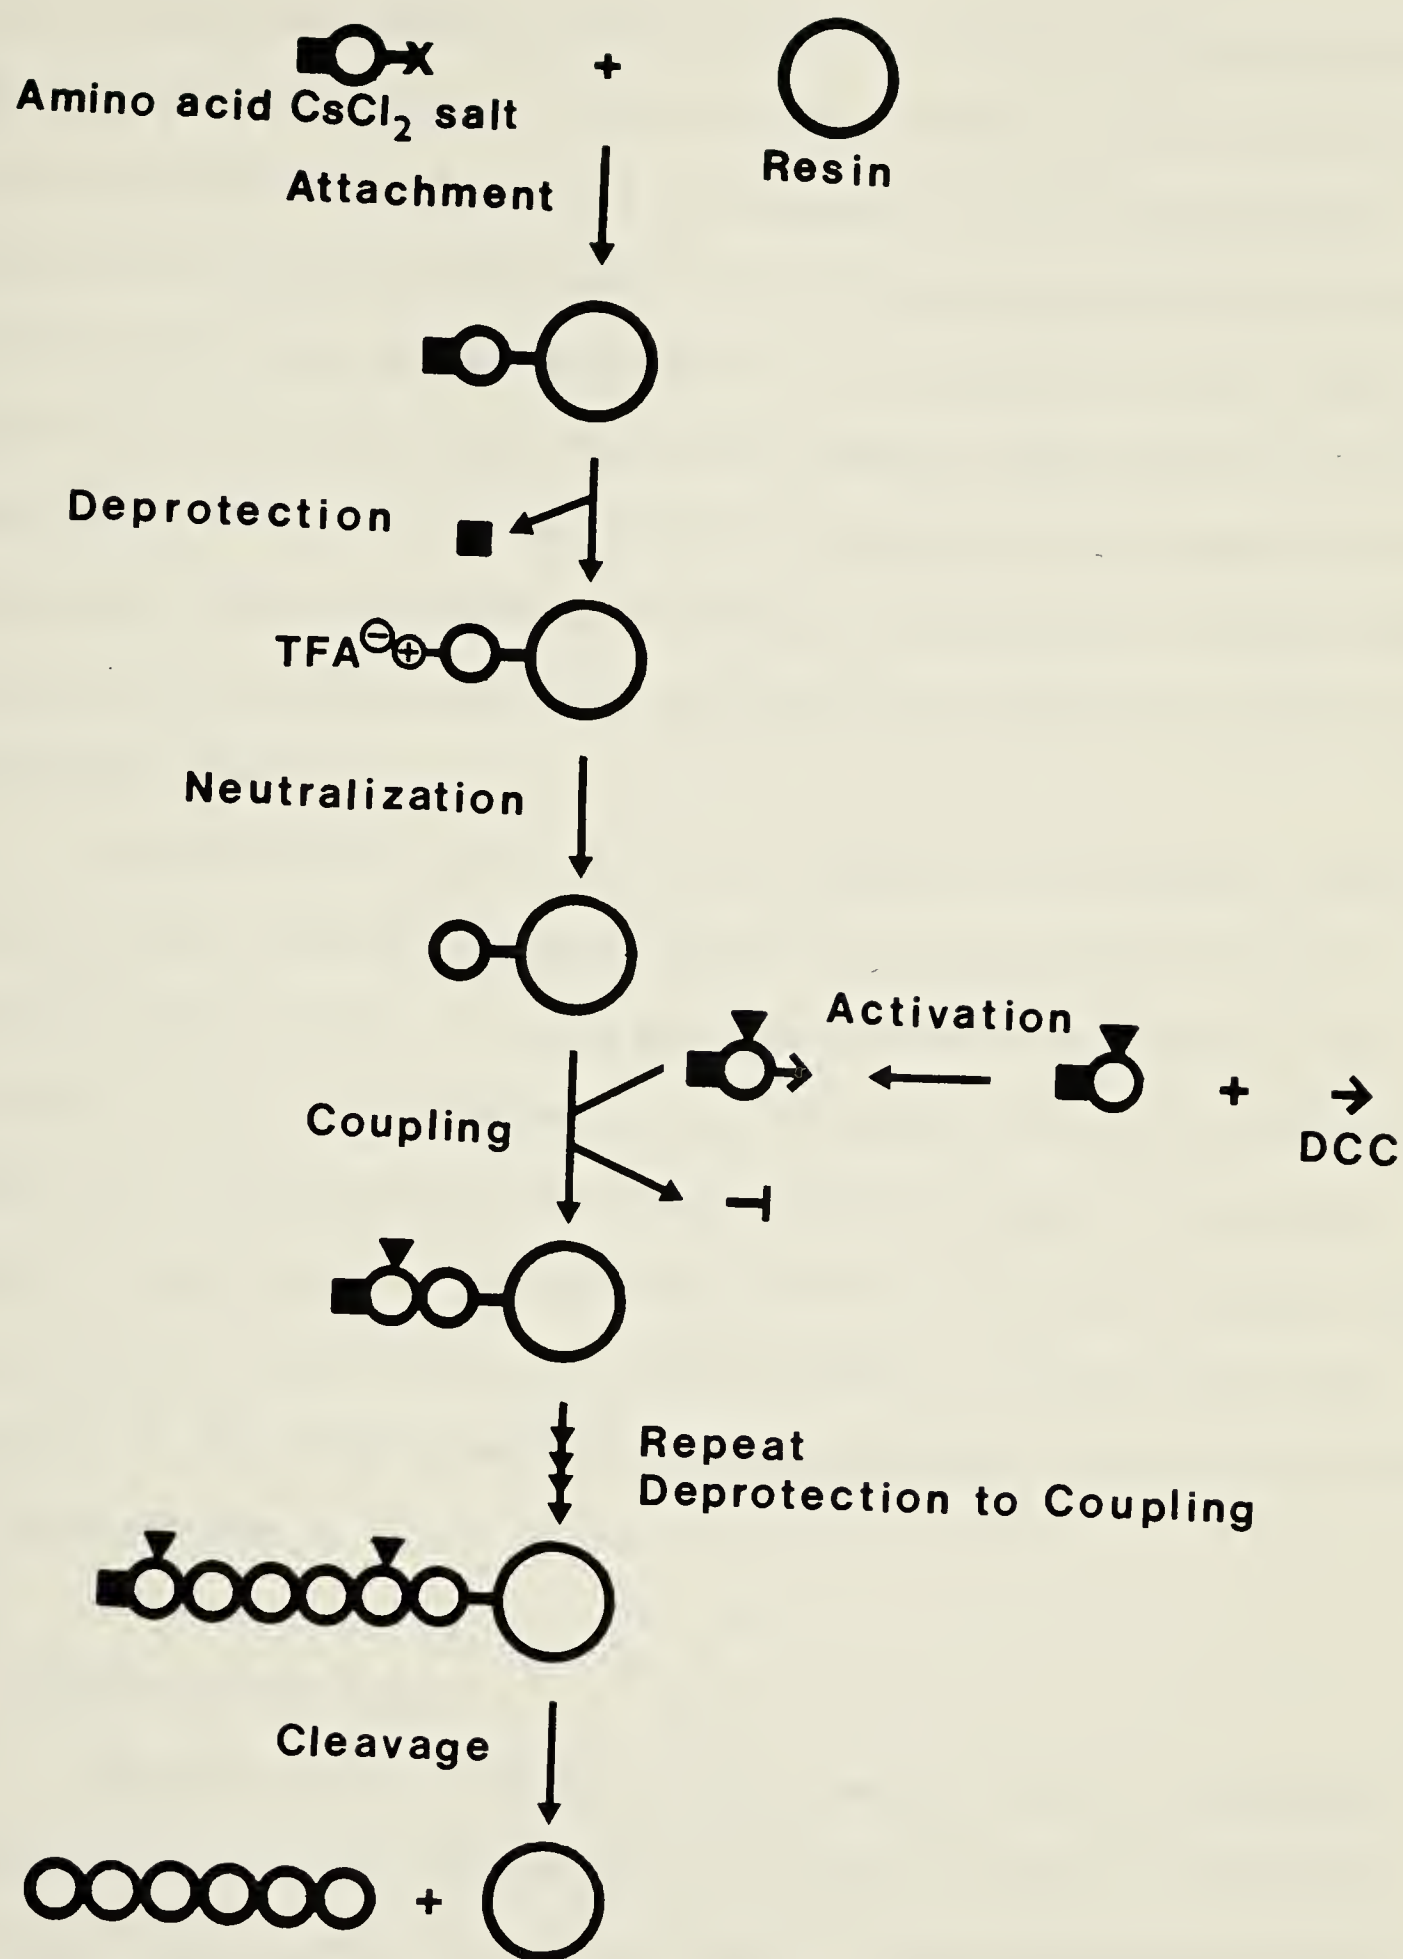 X
+
Amino acid CsCl₂ salt
Resin
Attachment
Deprotection
TFA⊖⊕
Neutralization
Activation
Coupling
+
DCC
Repeat
Deprotection to Coupling
Cleavage
+